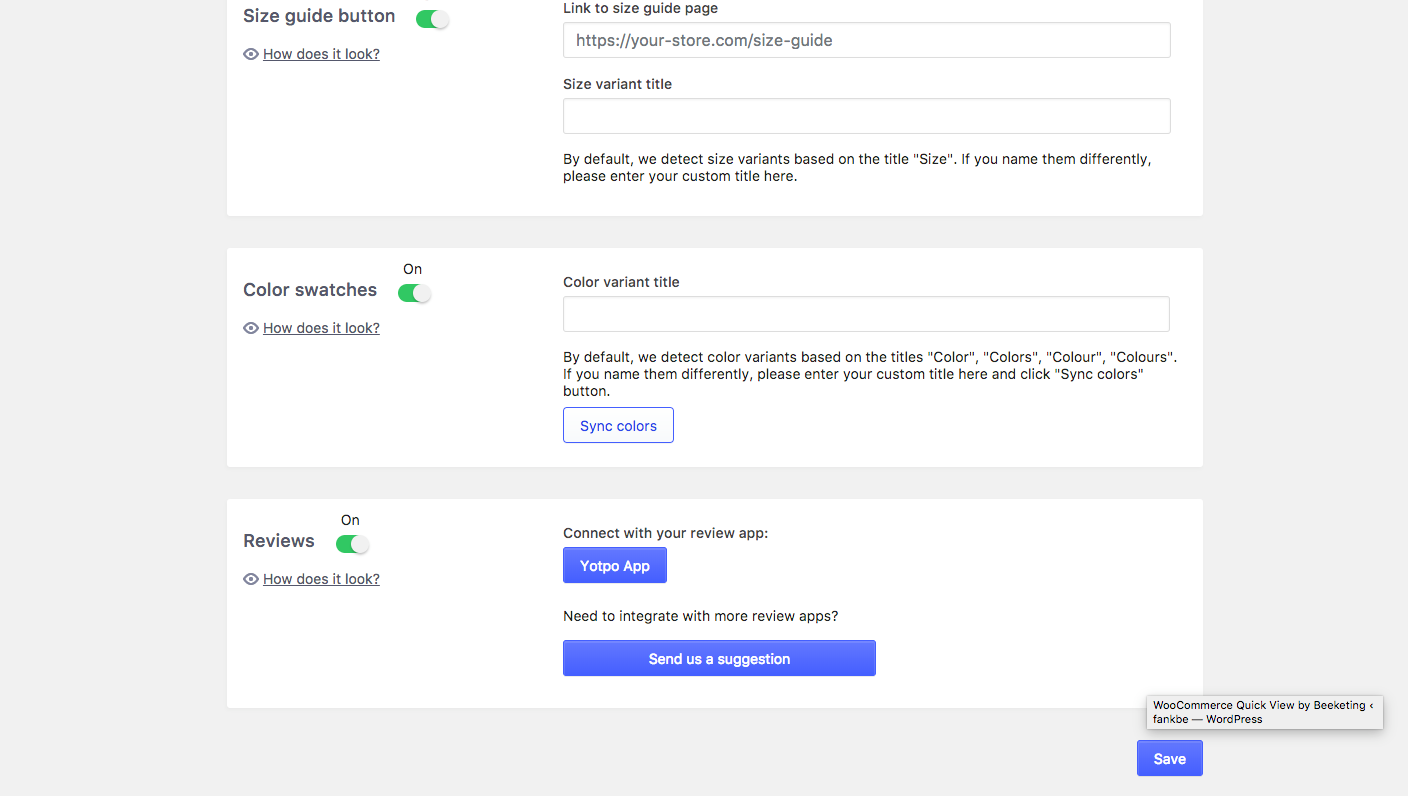 Size guide button
How does it look?
Link to size guide page
https://your-store.com/size-guide
Size variant title
By default, we detect size variants based on the title "Size". If you name them differently,
please enter your custom title here.
On
Color swatches
How does it look?
Color variant title
By default, we detect color variants based on the titles "Color", "Colors", "Colour", "Colours".
If you name them differently, please enter your custom title here and click "Sync colors"
button.
Sync colors
On
Reviews
How does it look?
Connect with your review app:
Yotpo App
Need to integrate with more review apps?
Send us a suggestion
WooCommerce Quick View by Beeketing ‹
fankbe — WordPress
Save